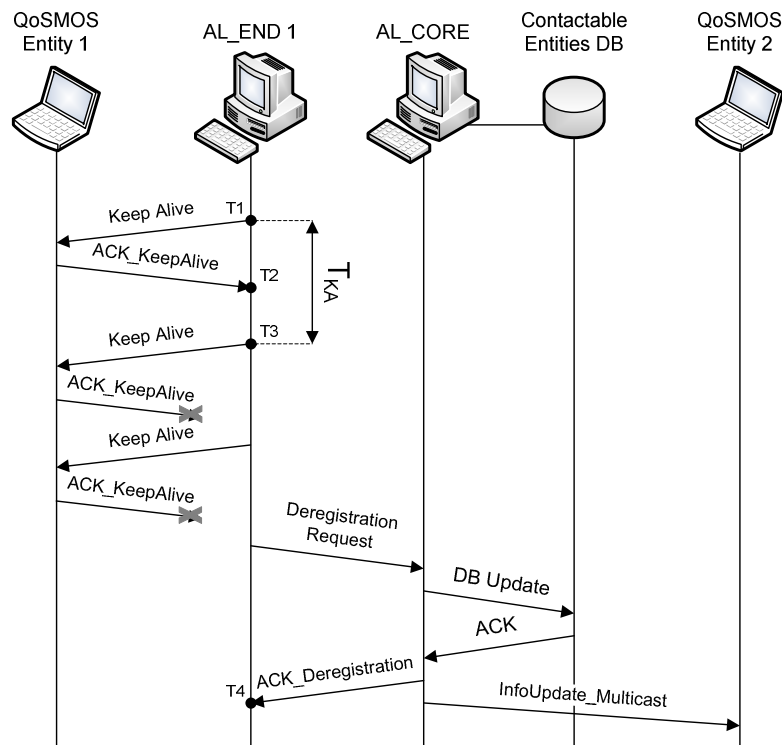 QoSMOS
Entity 1
AL_END 1
AL_CORE
Contactable
Entities DB
QoSMOS
Entity 2
Keep Alive
T1
ACK_KeepAlive
T2
TKA
Keep Alive
T3
ACK_KeepAlive
Keep Alive
ACK_KeepAlive
Deregistration
Request
DB Update
ACK
ACK_Deregistration
T4
InfoUpdate_Multicast